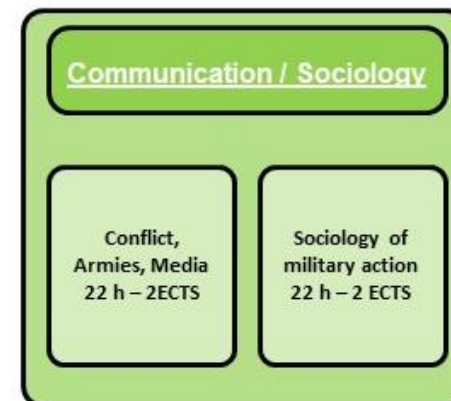 Communication / Sociology
Conflict,
Armies, Media
22 h – 2ECTS
Sociology of
military action
22 h – 2 ECTS